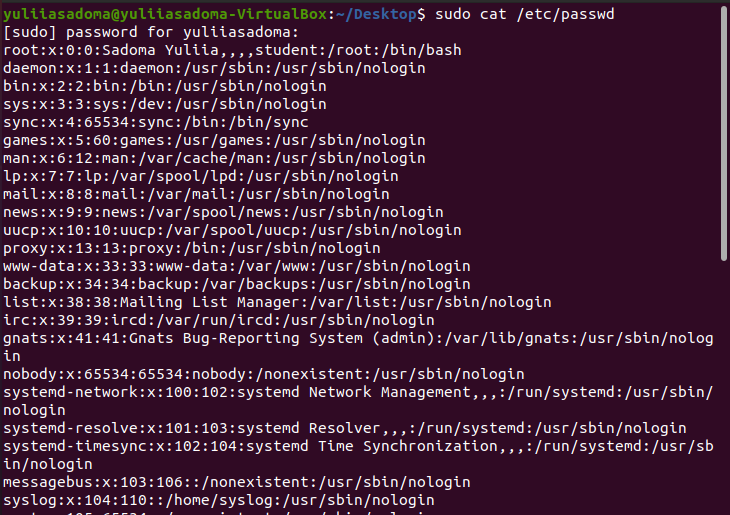 yuliiasadoma@yuliiasadoma-VirtualBox:~/Desktop$ sudo cat /etc/passwd
[sudo] password for yuliiasadoma:
root:x:0:0:Sadoma Yuliia,,,,student:/root:/bin/bash
daemon:x:1:1:daemon:/usr/sbin:/usr/sbin/nologin
bin:x:2:2:bin:/bin:/usr/sbin/nologin
sys:x:3:3:sys:/dev:/usr/sbin/nologin
sync:x:4:65534:sync:/bin:/bin/sync
games:x:5:60:games:/usr/games:/usr/sbin/nologin
man:x:6:12:man:/var/cache/man:/usr/sbin/nologin
lp:x:7:7:lp:/var/spool/lpd:/usr/sbin/nologin
mail:x:8:8:mail:/var/mail:/usr/sbin/nologin
news:x:9:9:news:/var/spool/news:/usr/sbin/nologin
uucp:x:10:10:uucp:/var/spool/uucp:/usr/sbin/nologin
proxy:x:13:13:proxy:/bin:/usr/sbin/nologin
www-data:x:33:33:www-data:/var/www:/usr/sbin/nologin
backup:x:34:34:backup:/var/backups:/usr/sbin/nologin
list:x:38:38:Mailing List Manager:/var/list:/usr/sbin/nologin
irc:x:39:39:ircd:/var/run/ircd:/usr/sbin/nologin
gnats:x:41:41:Gnats Bug-Reporting System (admin):/var/lib/gnats:/usr/sbin/nolog
in
nobody:x:65534:65534:nobody:/nonexistent:/usr/sbin/nologin
systemd-network:x:100:102:systemd Network Management,,,:/run/systemd:/usr/sbin/
nologin
systemd-resolve:x:101:103:systemd Resolver,,,:/run/systemd:/usr/sbin/nologin
systemd-timesync:x:102:104:systemd Time Synchronization,,,:/run/systemd:/usr/sb
in/nologin
messagebus:x:103:106::/nonexistent:/usr/sbin/nologin
syslog:x:104:110::/home/syslog:/usr/sbin/nologin